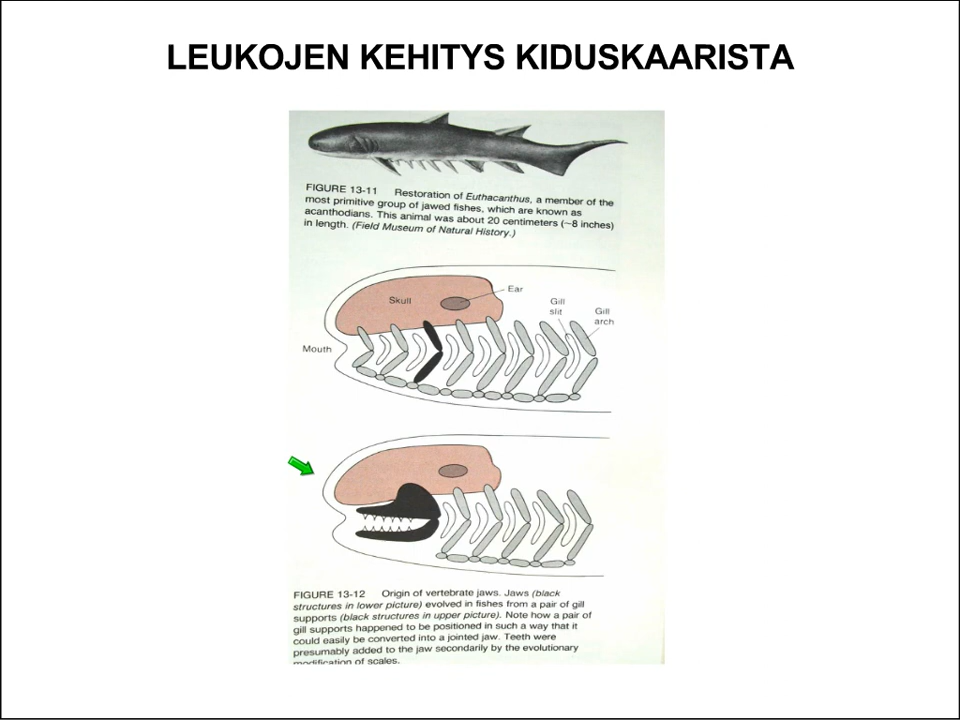 LEUKOJEN KEHITYS KIDUSKAARISTA
FIGURE 13-11 Restoration of Euthacanthus, a member of the
most primitive group of jawed fishes, which are known as
acanthodians. This animal was about 20 centimeters (~8 inches)
in length. (Field Museum of Natural History.)
Skull
Ear
Gill
slit
Gill
arch
Mouth
FIGURE 13-12 Origin of vertebrate jaws. Jaws (black
structures in lower picture) evolved in fishes from a pair of gill
supports (black structures in upper picture). Note how a pair of
gill supports happened to be positioned in such a way that it
could easily be converted into a jointed jaw. Teeth were
presumably added to the jaw secondarily by the evolutionary
modification of scales.